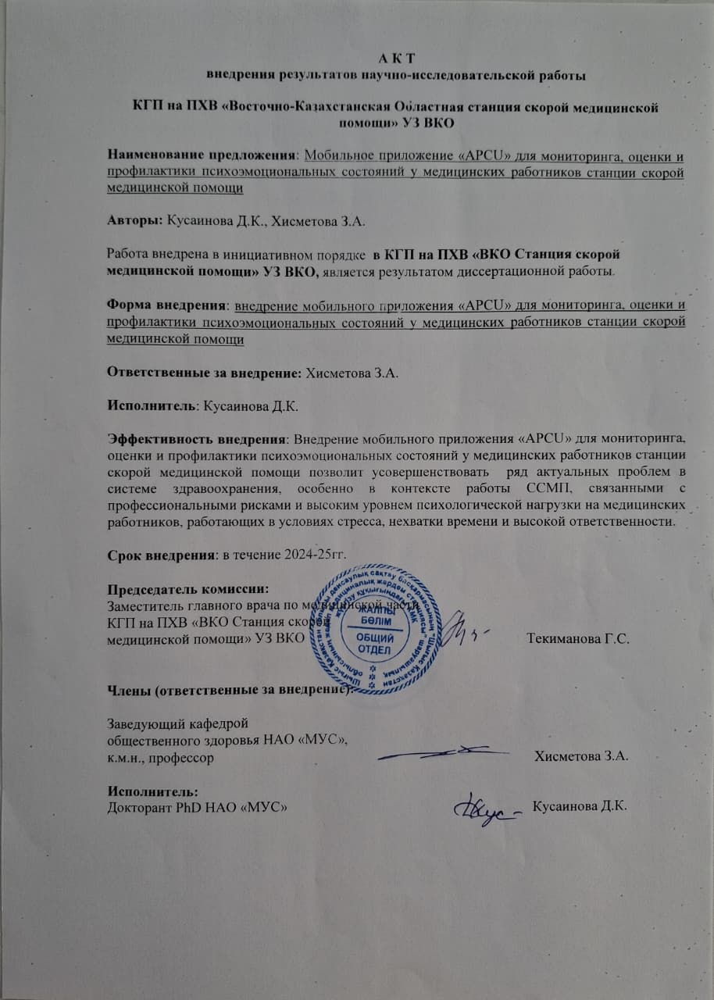 А К Т
внедрения результатов научно-исследовательской работы
КГП на ПХВ «Восточно-Казахстанская Областная станция скорой медицинской
помощи» УЗ ВКО
Наименование предложения: Мобильное приложение «APCU» для мониторинга, оценки и
профилактики психоэмоциональных состояний у медицинских работников станции скорой
медицинской помощи
Авторы: Кусаинова Д.К., Хисметова З.А.
Работа внедрена в инициативном порядке в КГП на ПХВ «ВКО Станция скорой
медицинской помощи» УЗ ВКО, является результатом диссертационной работы.
Форма внедрения: внедрение мобильного приложения «APCU» для мониторинга, оценки и
профилактики психоэмоциональных состояний у медицинских работников станции скорой
медицинской помощи
Ответственные за внедрение: Хисметова З.А.
Исполнитель: Кусаинова Д.К.
Эффективность внедрения: Внедрение мобильного приложения «APCU» для мониторинга,
оценки и профилактики психоэмоциональных состояний у медицинских работников станции
скорой медицинской помощи позволит усовершенствовать ряд актуальных проблем в
системе здравоохранения, особенно в контексте работы ССМП, связанными с
профессиональными рисками и высоким уровнем психологической нагрузки на медицинских
работников, работающих в условиях стресса, нехватки времени и высокой ответственности.
Срок внедрения: в течение 2024-25гг.
Председатель комиссии:
Заместитель главного врача по медицинской части
КГП на ПХВ «ВКО Станция скорой
медицинской помощи» УЗ ВКО
Текиманова Г.С.
ЖАЛПЫ
БӨЛІМ
ОБЩИЙ
ОТДЕЛ
Члены (ответственные за внедрение):
Заведующий кафедрой
общественного здоровья НАО «МУС»,
к.м.н., профессор
Хисметова З.А.
Исполнитель:
Докторант PhD НАО «МУС»
Кусаинова Д.К.